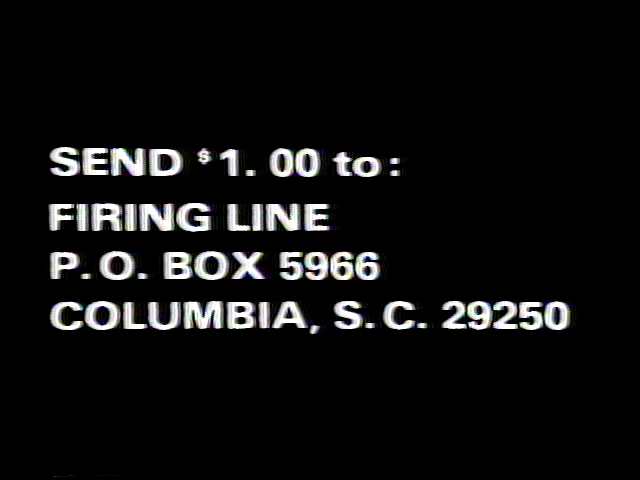 SEND $1.00 to:
FIRING LINE
P.O. BOX 5966
COLUMBIA, S.C. 29250